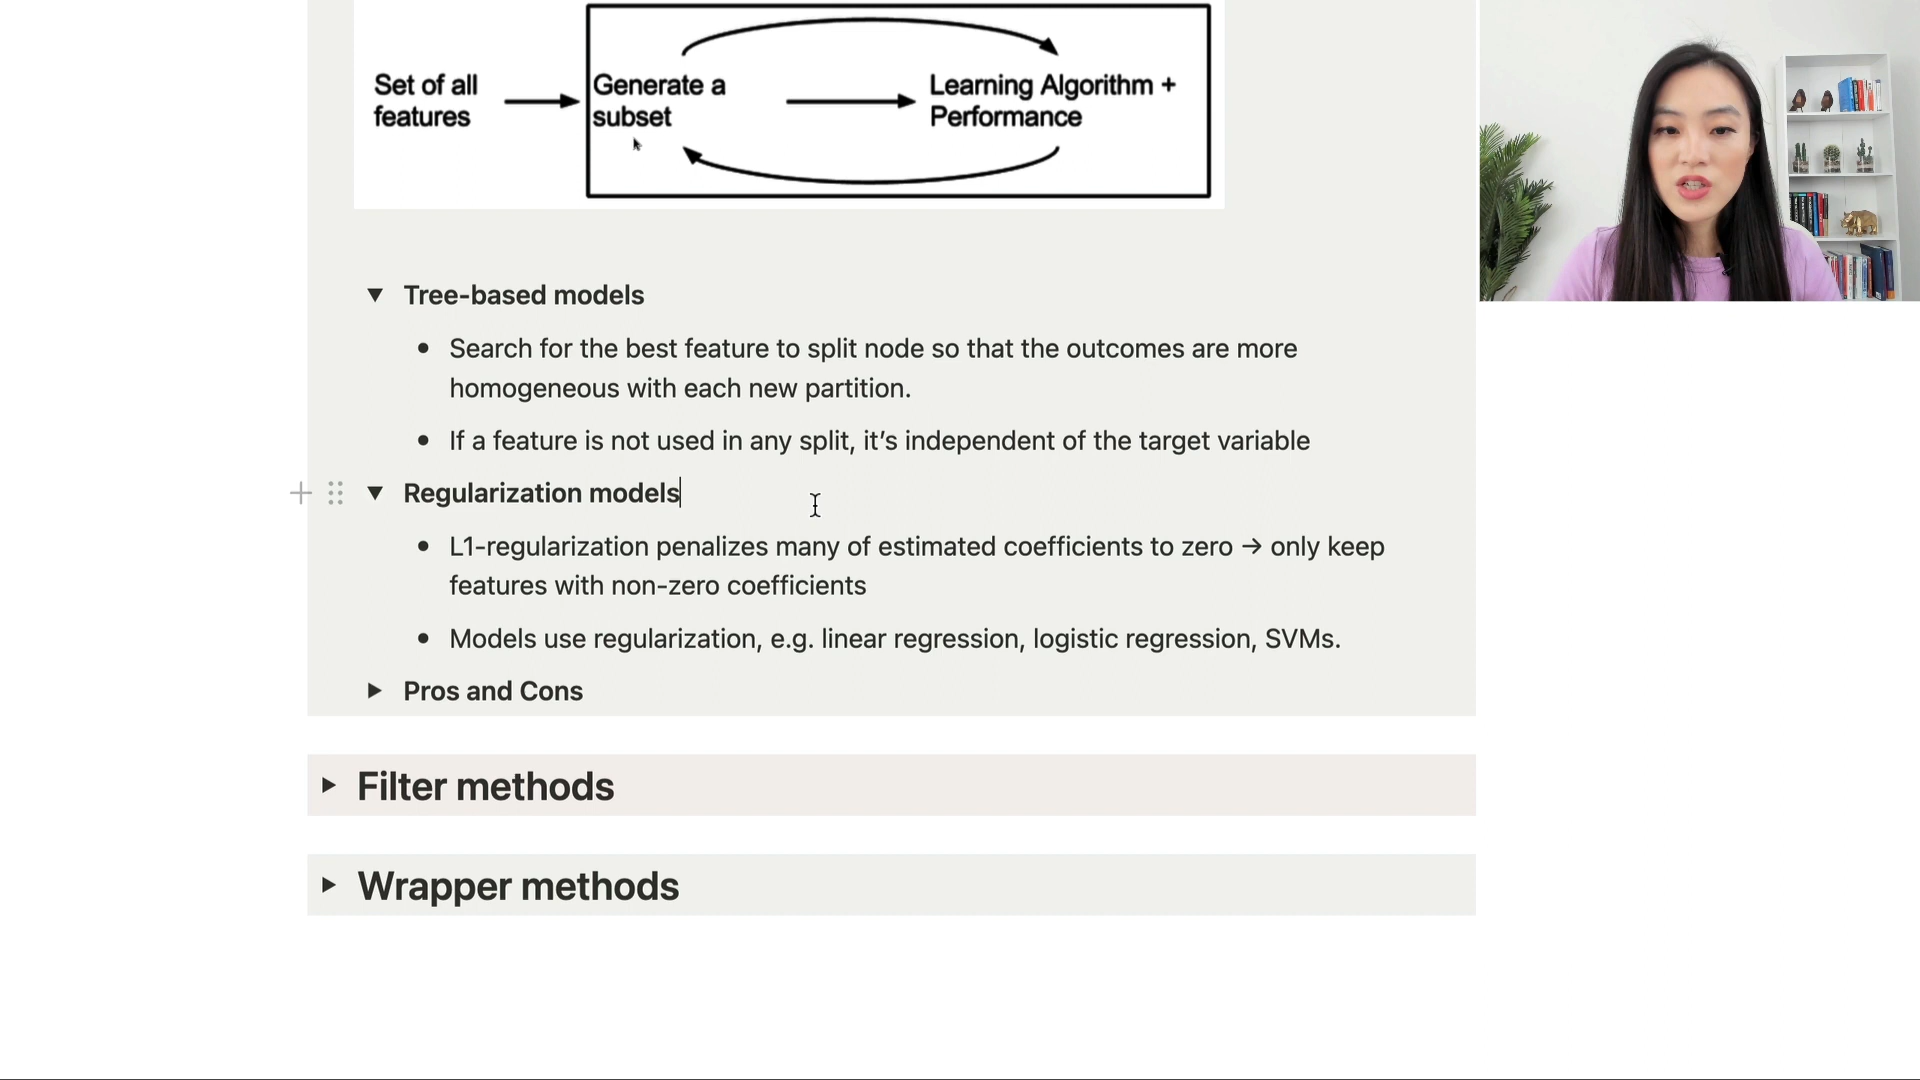 Set of all
features
Generate a
subset
Learning Algorithm +
Performance
Tree-based models
Search for the best feature to split node so that the outcomes are more
homogeneous with each new partition.
If a feature is not used in any split, it’s independent of the target variable
Regularization models
L1-regularization penalizes many of estimated coefficients to zero → only keep
features with non-zero coefficients
Models use regularization, e.g. linear regression, logistic regression, SVMs.
Pros and Cons
Filter methods
Wrapper methods